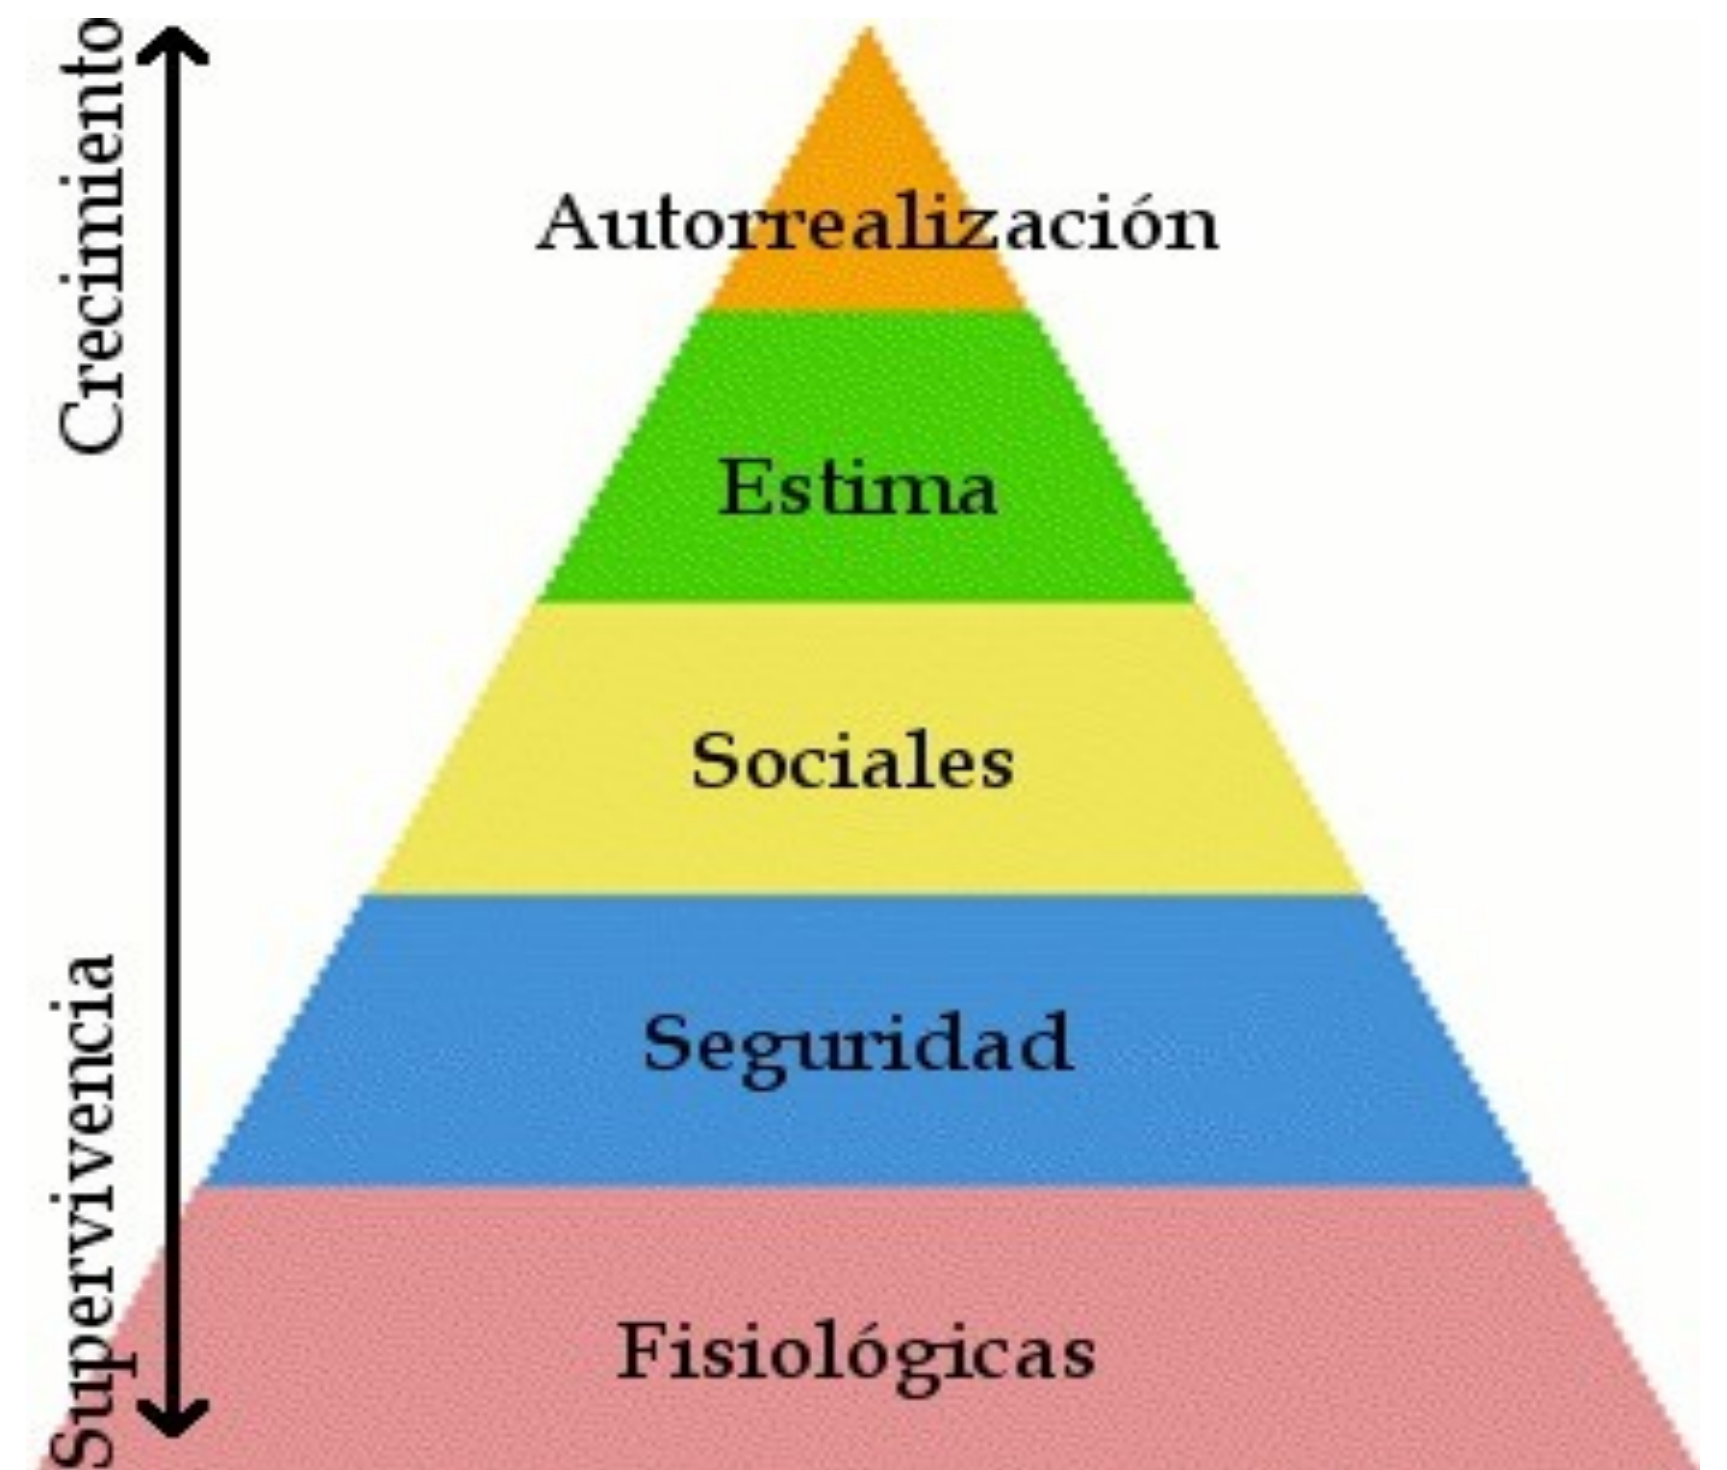 Crecimiento
Autorrealización
Estima
Sociales
Supervivencia
Seguridad
Fisiológicas